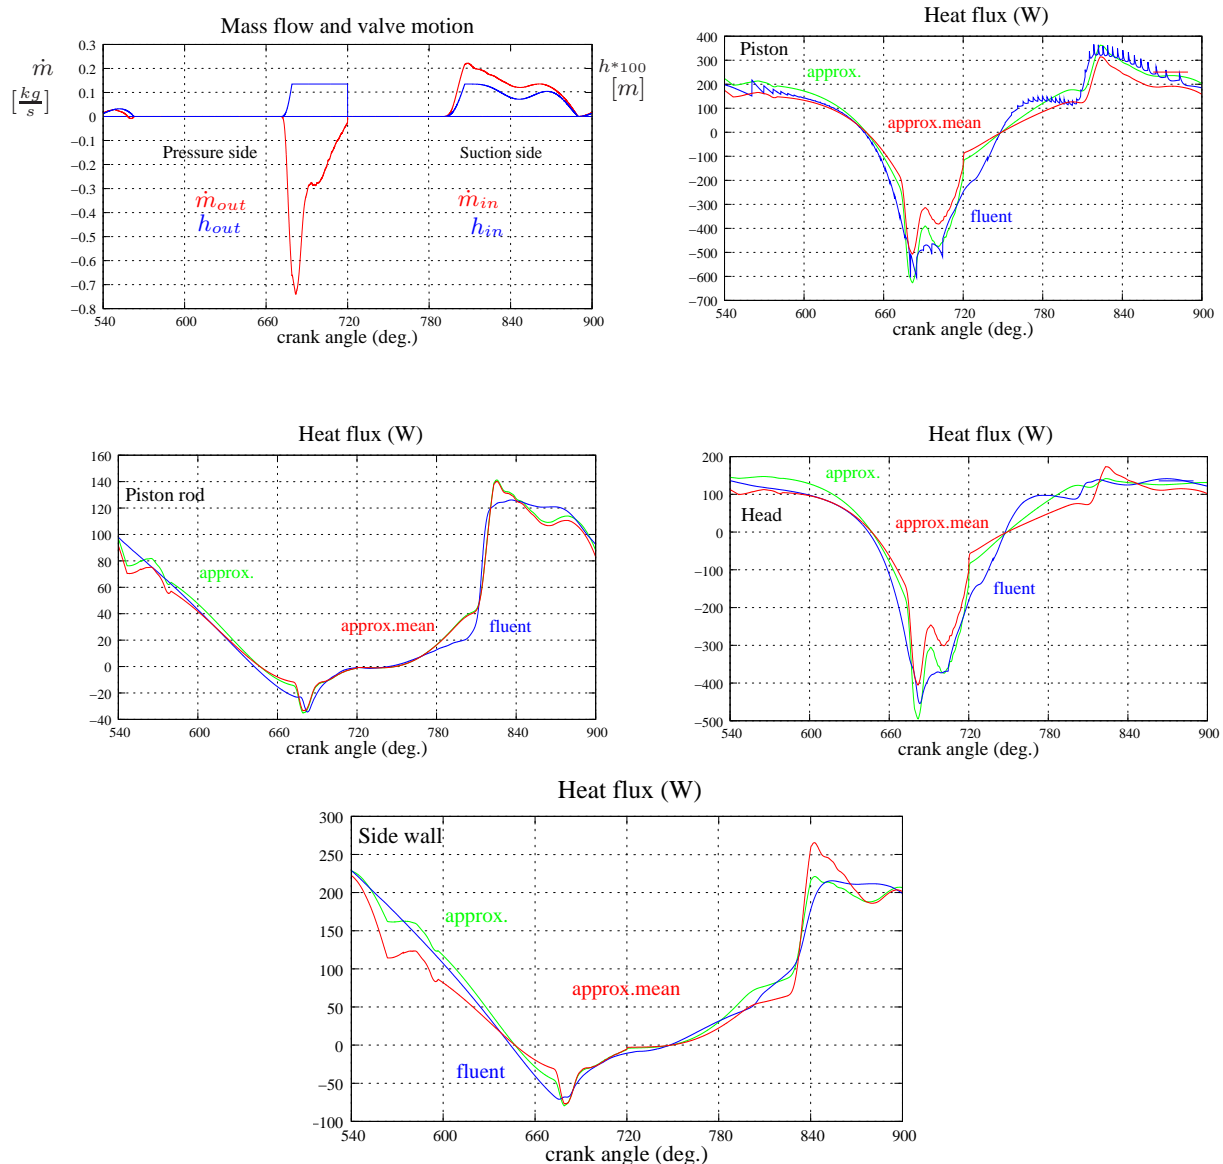 Mass flow and valve motion
0.3
0.2
0.1
0
−0.1
−0.2
−0.3
−0.4
−0.5
−0.6
−0.7
−0.8
ṁ
[kg/s]
h*100
[m]
Pressure side
Suction side
ṁout
hout
ṁin
hin
540 600 660 720 780 840 900
crank angle (deg.)
Heat flux (W)
400
300
200
100
0
−100
−200
−300
−400
−500
−600
−700
Piston
approx.
approx.mean
fluent
540 600 660 720 780 840 900
crank angle (deg.)
Heat flux (W)
160
140
120
100
80
60
40
20
0
−20
−40
Piston rod
approx.
approx.mean
fluent
540 600 660 720 780 840 900
crank angle (deg.)
Heat flux (W)
200
100
0
−100
−200
−300
−400
−500
approx.
Head
approx.mean
fluent
540 600 660 720 780 840 900
crank angle (deg.)
Heat flux (W)
300
250
200
150
100
50
0
−50
−100
Side wall
approx.
approx.mean
fluent
540 600 660 720 780 840 900
crank angle (deg.)